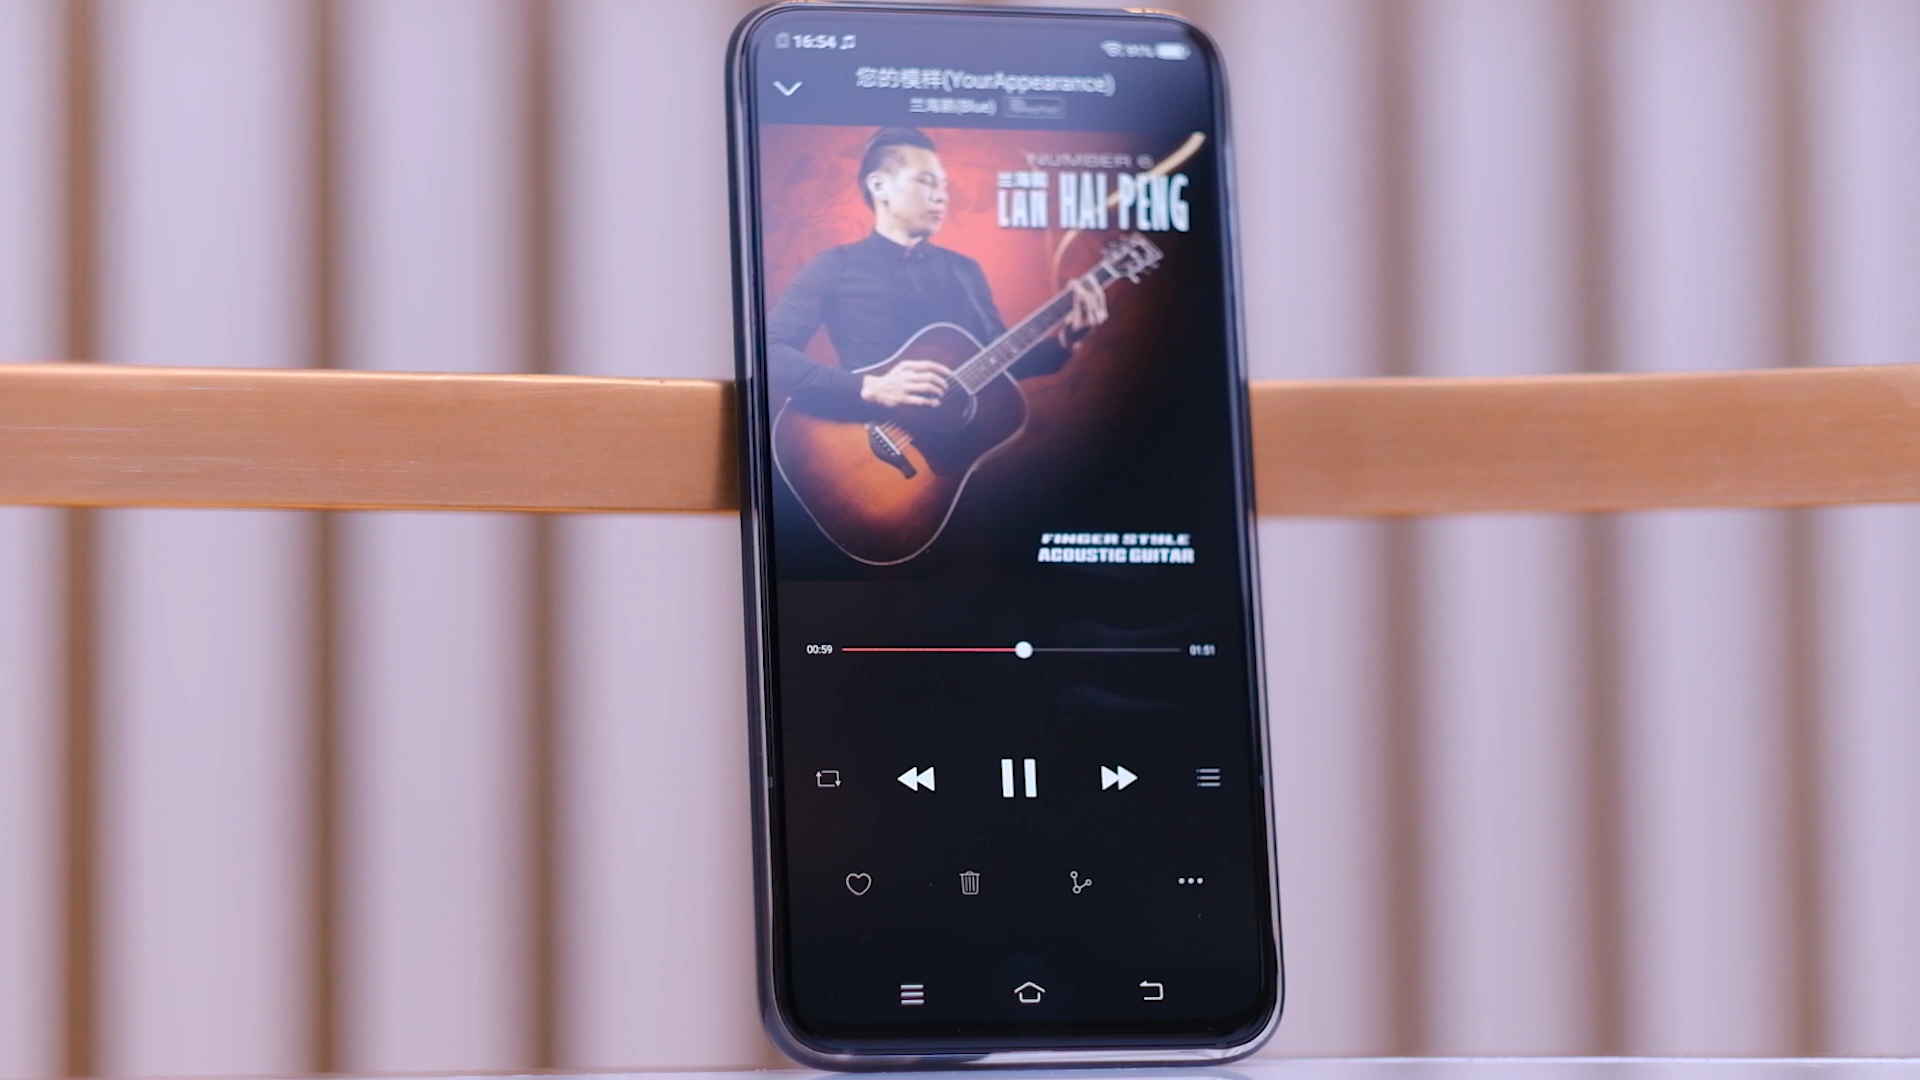 16:54
您的模样(YourAppearance)
兰海鹏(Blue)
NUMBER 6
兰海鹏
LAN HAI PENG
FINGER STYLE
ACOUSTIC GUITAR
00:59
01:51